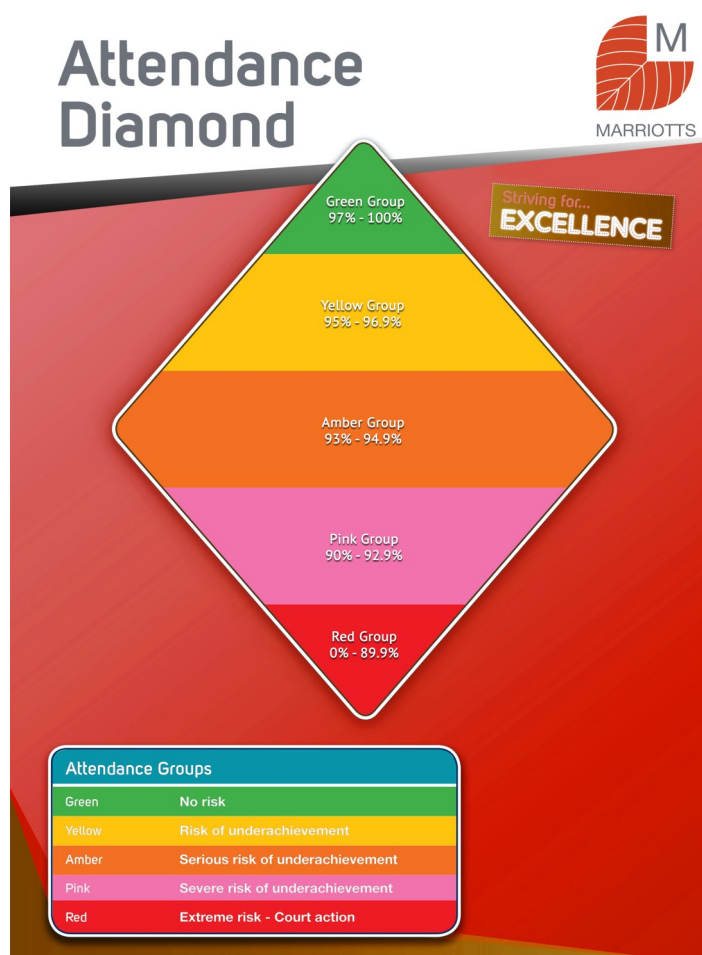 Attendance
Diamond
M
MARRIOTTS
Striving for...
EXCELLENCE
Green Group
97% - 100%
Yellow Group
95% - 96.9%
Amber Group
93% - 94.9%
Pink Group
90% - 92.9%
Red Group
0% - 89.9%
Attendance Groups
Green No risk
Yellow Risk of underachievement
Amber Serious risk of underachievement
Pink Severe risk of underachievement
Red Extreme risk - Court action